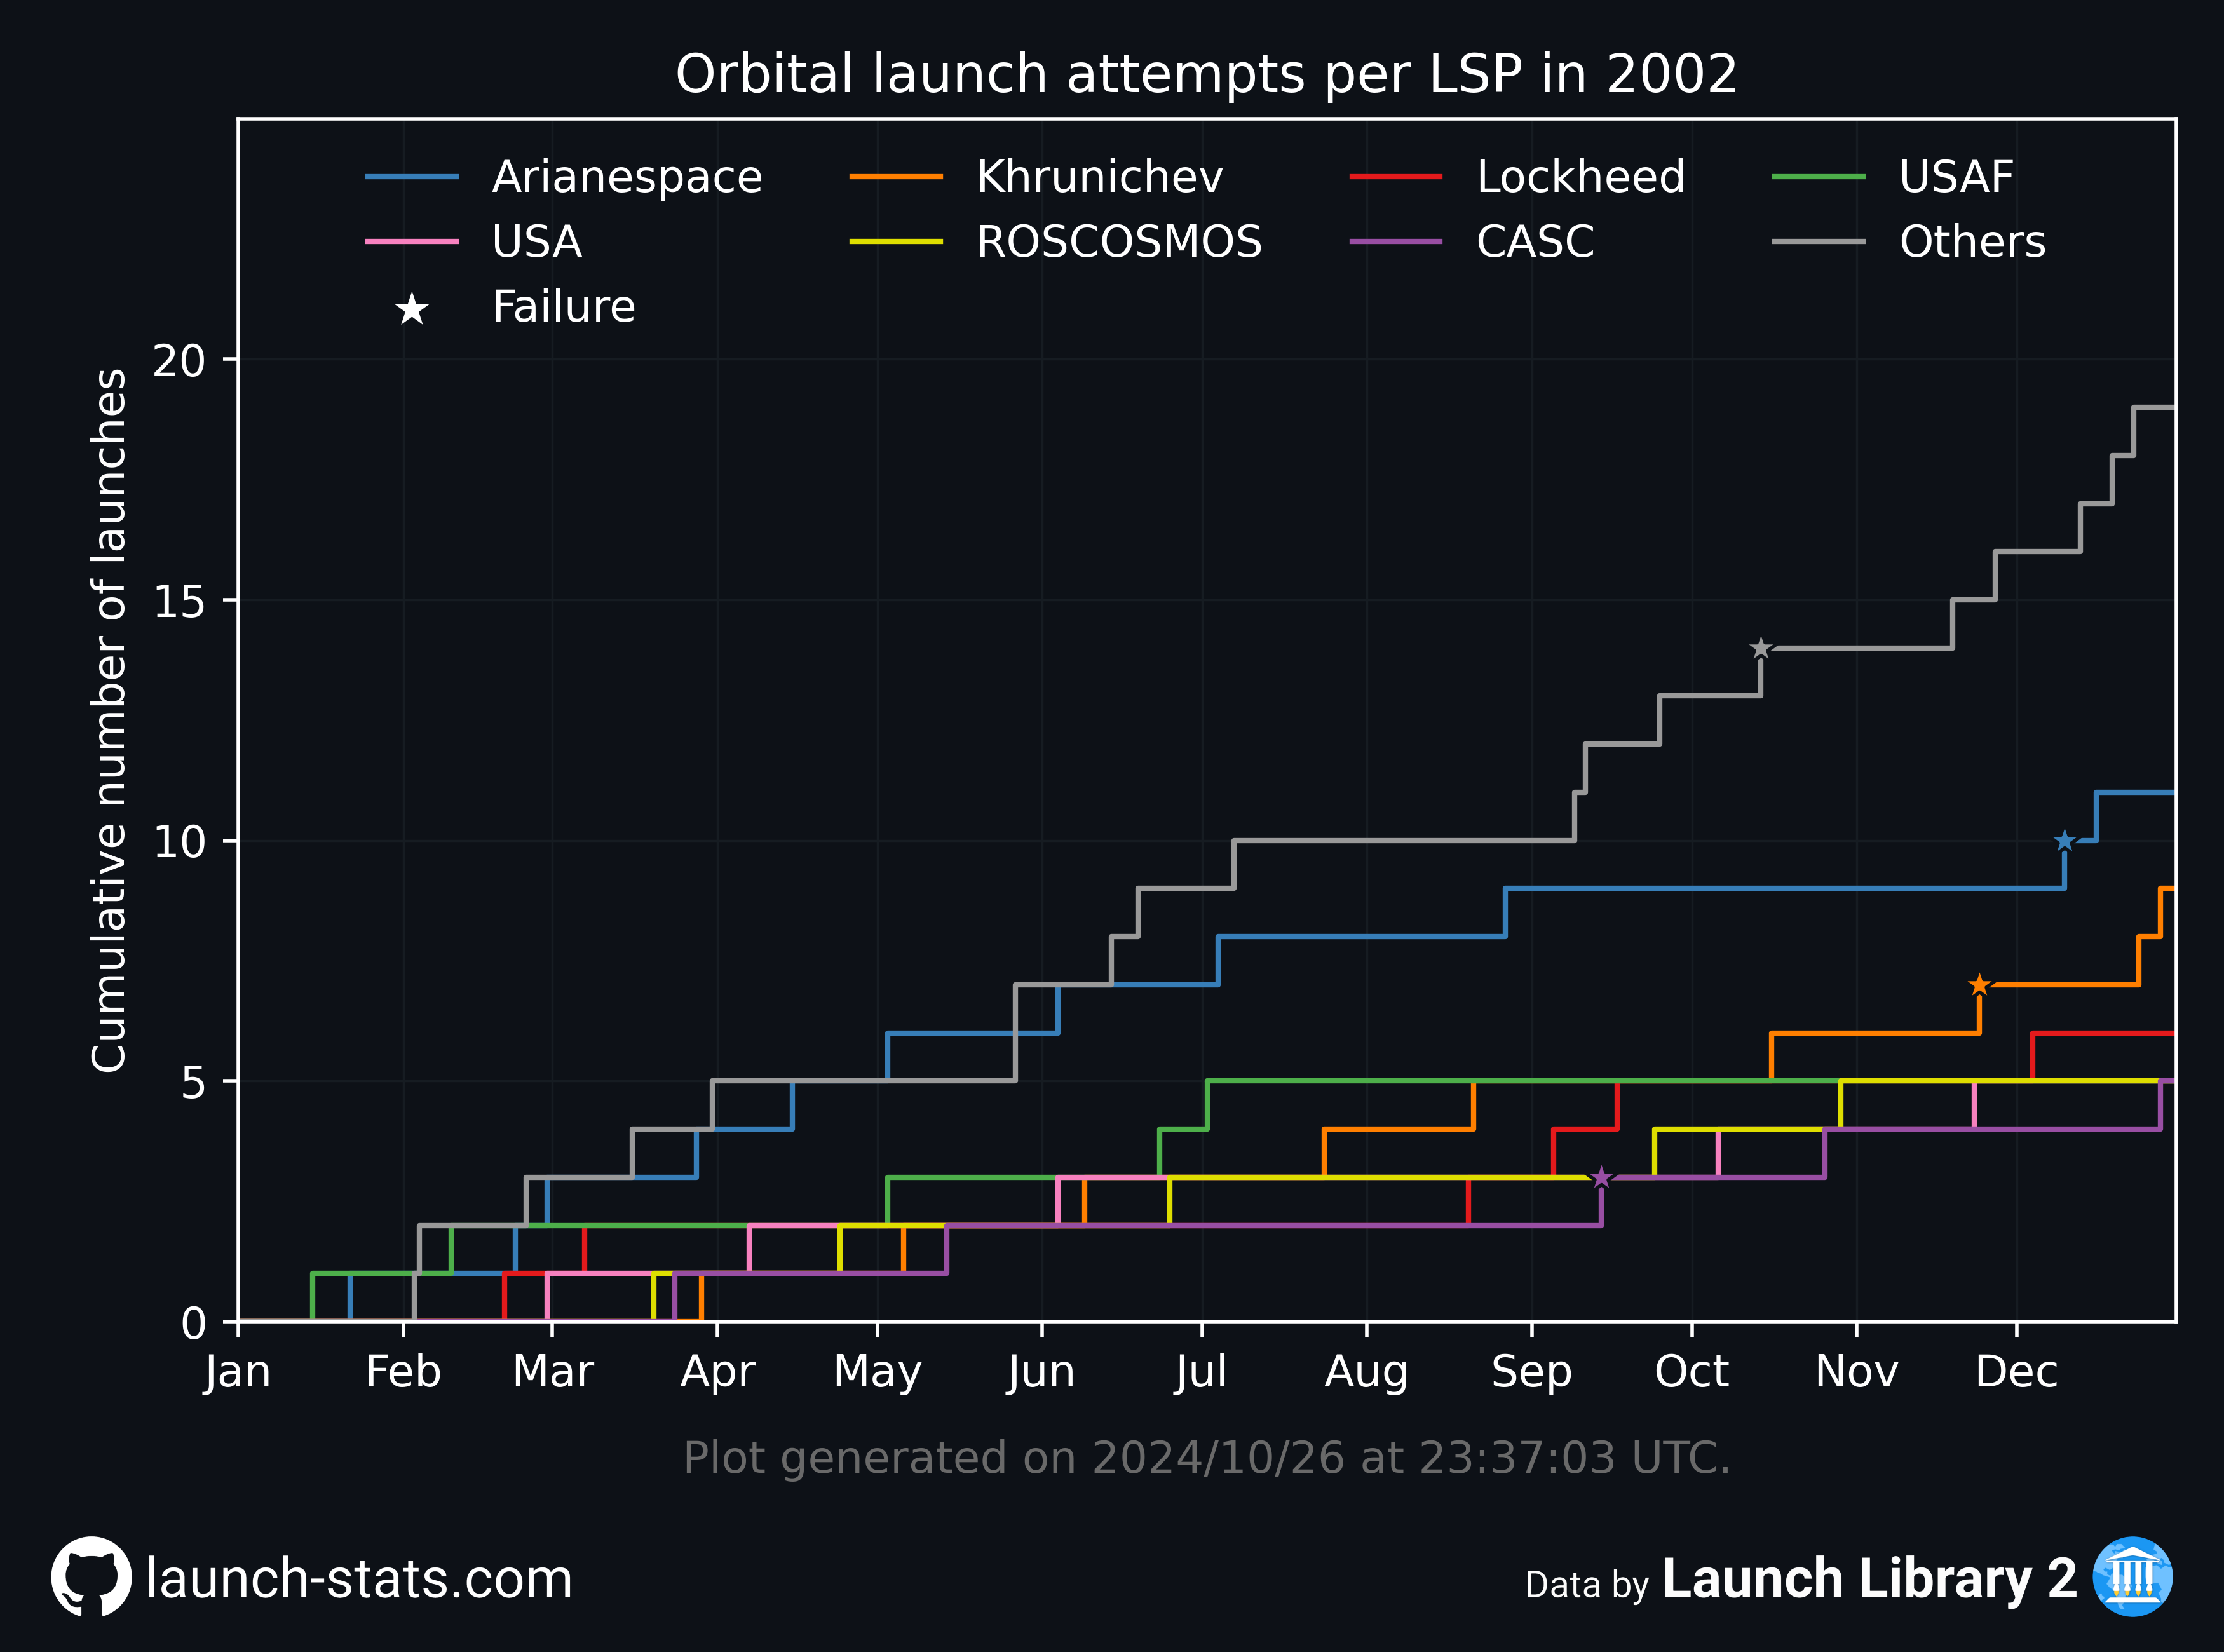 Orbital launch attempts per LSP in 2002
Arianespace Khrunichev Lockheed USAF
USA ROSCOSMOS CASC Others
Failure
Cumulative number of launches
20
15
10
5
0
Jan Feb Mar Apr May Jun Jul Aug Sep Oct Nov Dec
Plot generated on 2024/10/26 at 23:37:03 UTC.
launch-stats.com
Data by Launch Library 2